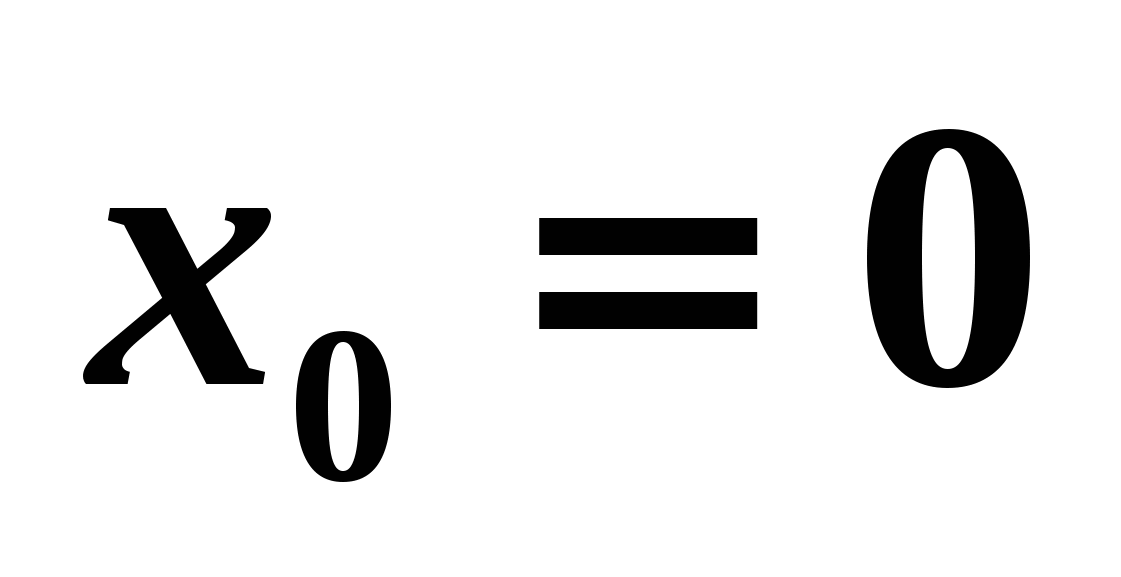 x₀ = 0